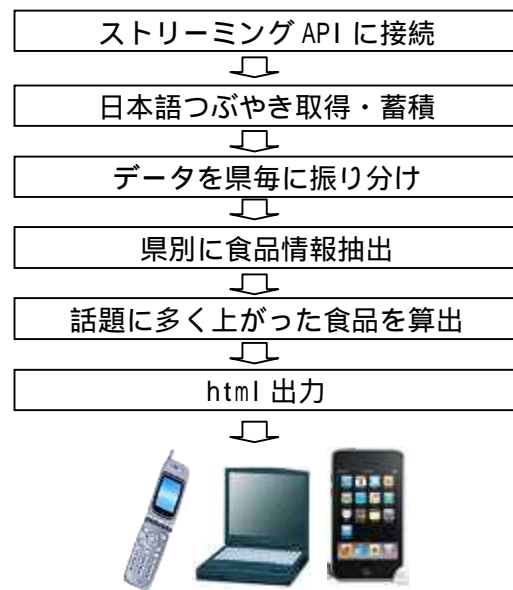 ストリーミング API に接続
日本語つぶやき取得・蓄積
データを県毎に振り分け
県別に食品情報抽出
話題に多く上がった食品を算出
html 出力